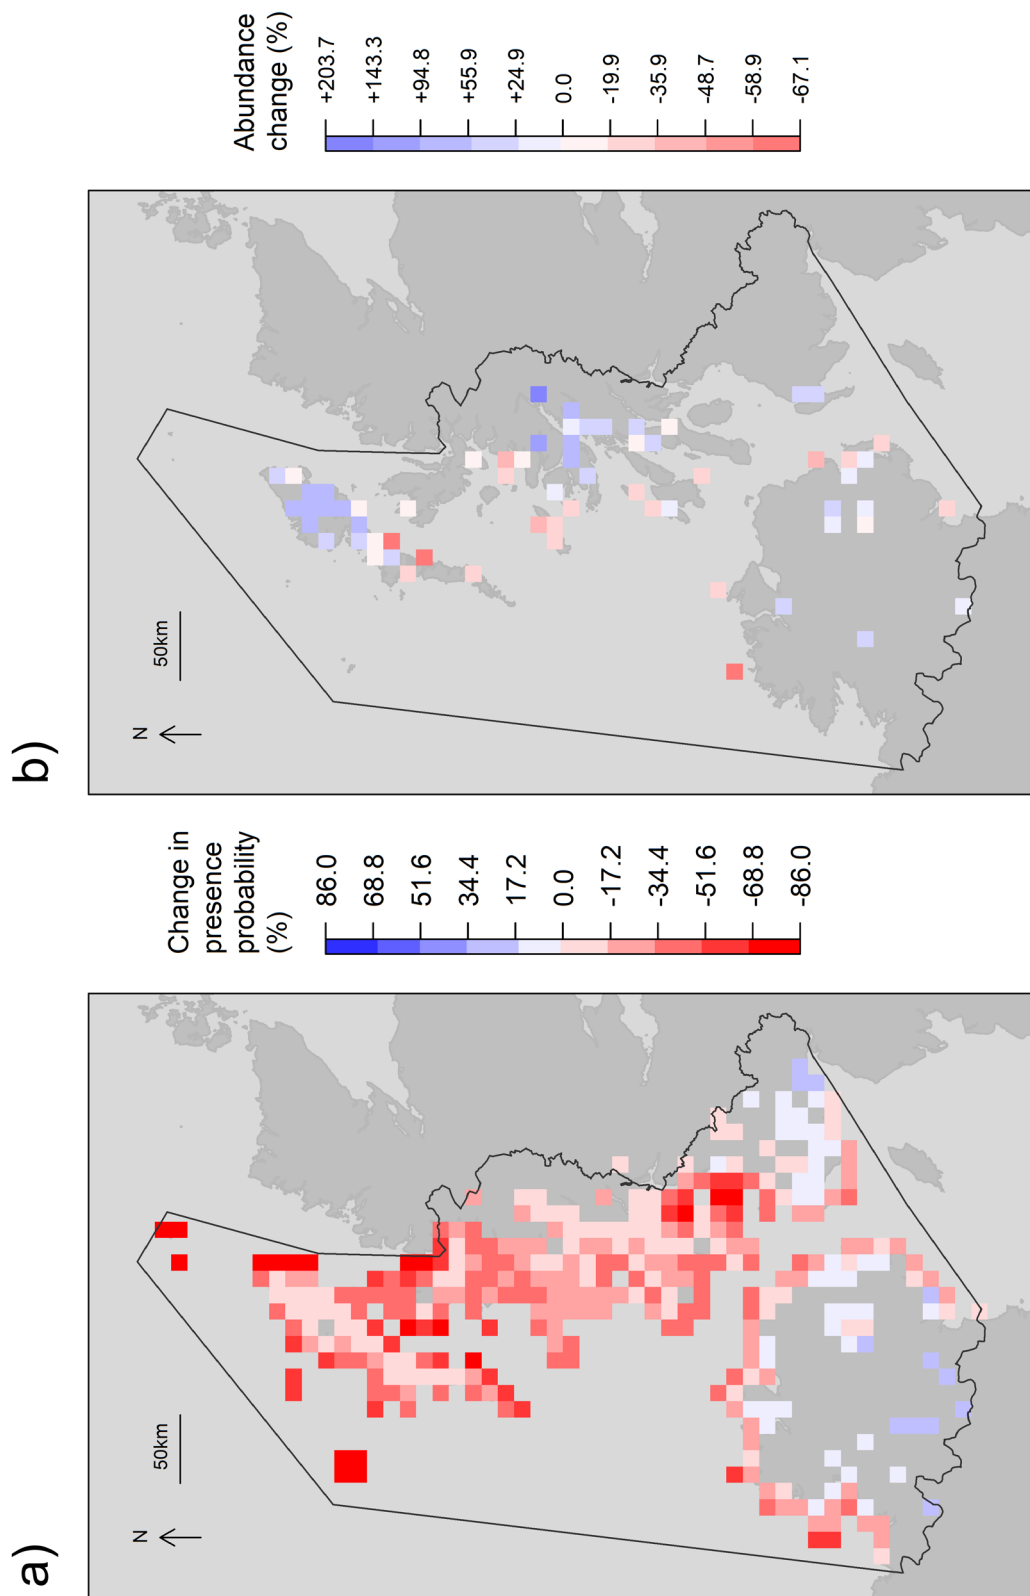 a)
N
50km
Change in
presence
probability
(%)
86.0
68.8
51.6
34.4
17.2
0.0
-17.2
-34.4
-51.6
-68.8
-86.0
b)
N
50km
Abundance
change (%)
+203.7
+143.3
+94.8
+55.9
+24.9
0.0
-19.9
-35.9
-48.7
-58.9
-67.1